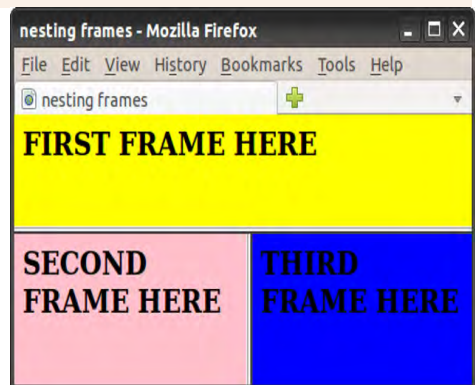 nesting frames - Mozilla Firefox
File Edit View History Bookmarks Tools Help
nesting frames
FIRST FRAME HERE
SECOND
FRAME HERE
THIRD
FRAME HERE